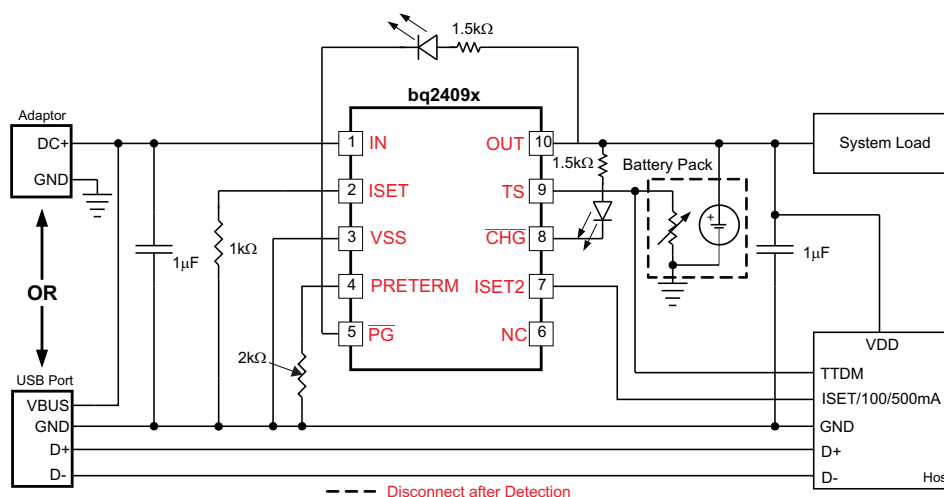 1.5kΩ
bq2409x
Adaptor
DC+
GND
OR
USB Port
VBUS
GND
D+
D-
1μF
1kΩ
2kΩ
1 IN
2 ISET
3 VSS
4 PRETERM
5 PG
OUT 10
TS 9
CHG 8
ISET2 7
NC 6
1.5kΩ
Battery Pack
+
1μF
System Load
VDD
TTDM
ISET/100/500mA
GND
D+
D-
Hos
Disconnect after Detection